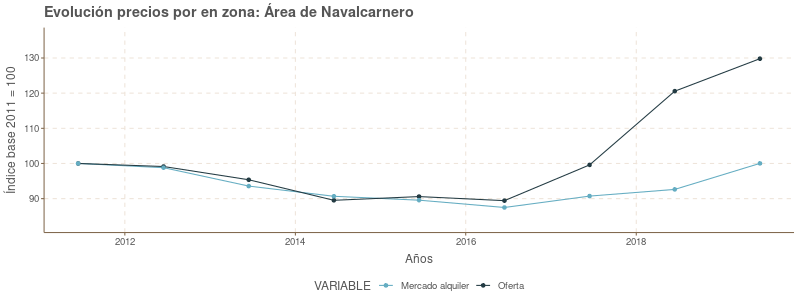 Evolución precios por en zona: Área de Navalcarnero
Índice base 2011 = 100
130
120
110
100
90
2012
2014
2016
2018
Años
VARIABLE
Mercado alquiler
Oferta